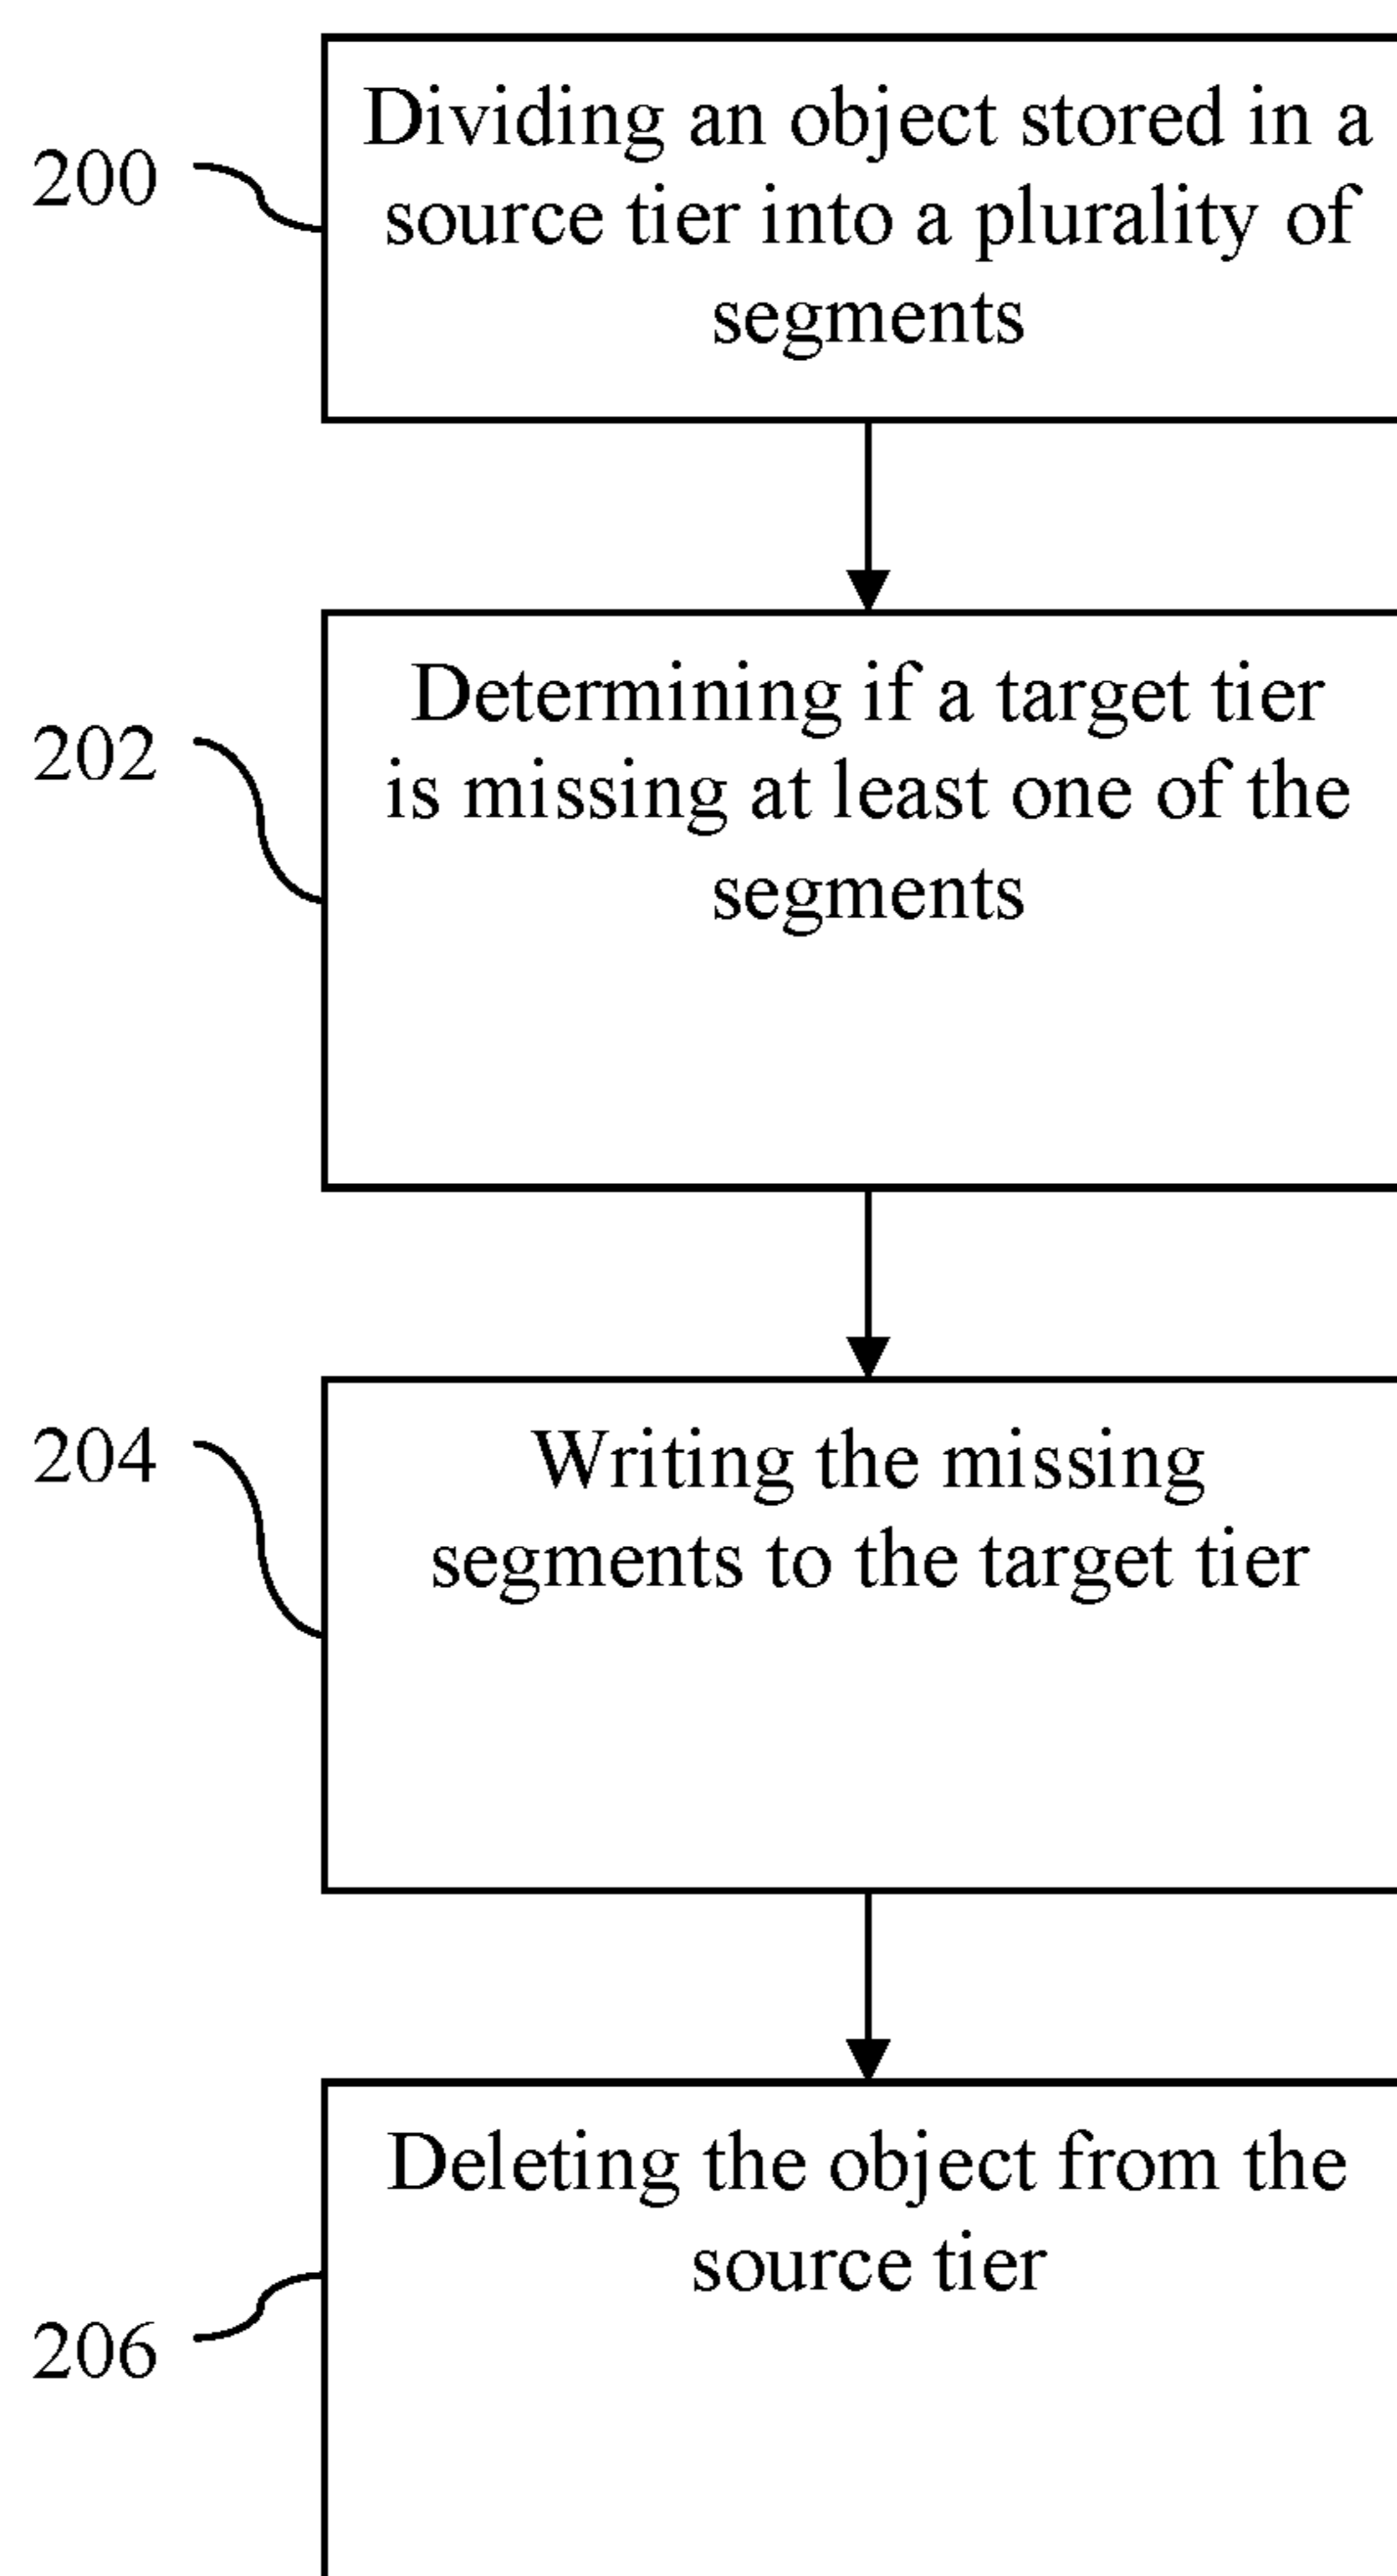 200
Dividing an object stored in a
source tier into a plurality of
segments
202
Determining if a target tier
is missing at least one of the
segments
204
Writing the missing
segments to the target tier
206
Deleting the object from the
source tier